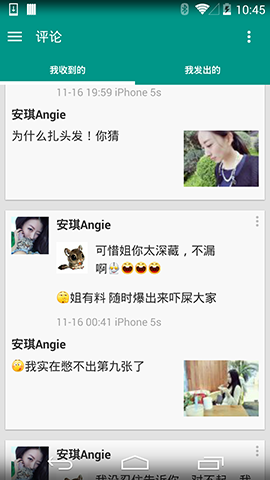 10:45
评论
我收到的
我发出的
11-16 19:59 iPhone 5s
安琪Angie
为什么扎头发！你猜
安琪Angie
可惜姐你太深藏，不漏
啊
姐有料 随时爆出来吓屎大家
11-16 00:41 iPhone 5s
安琪Angie
我实在憋不出第九张了
安琪Angie